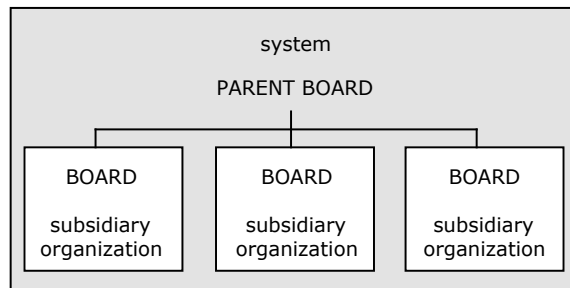 system
PARENT BOARD
BOARD BOARD BOARD
subsidiary subsidiary subsidiary
organization organization organization